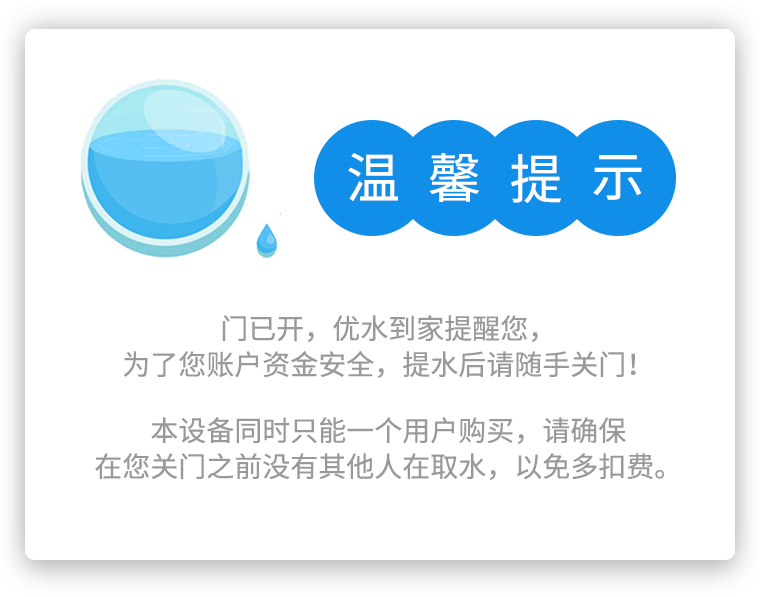 温馨提示
门已开，优水到家提醒您，
为了您账户资金安全，提水后请随手关门！
本设备同时只能一个用户购买，请确保
在您关门之前没有其他人在取水，以免多扣费。